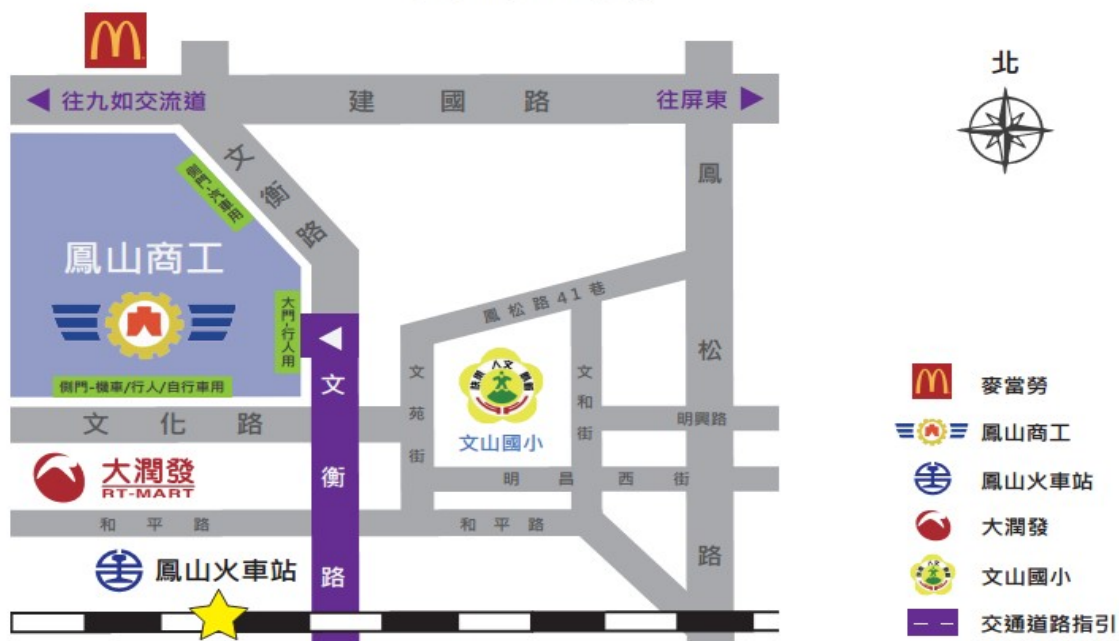 北
往九如交流道
建國路
往屏東
文衡路
側門-汽車用
鳳山商工
大門-行人用
側門-機車/行人/自行車用
鳳松路
鳳松路41巷
文苑街
人文
文山國小
文和街
明興路
文化路
文衡路
大潤發
RT-MART
明昌西街
和平路
和平路
鳳山火車站
麥當勞
鳳山商工
鳳山火車站
大潤發
文山國小
交通道路指引